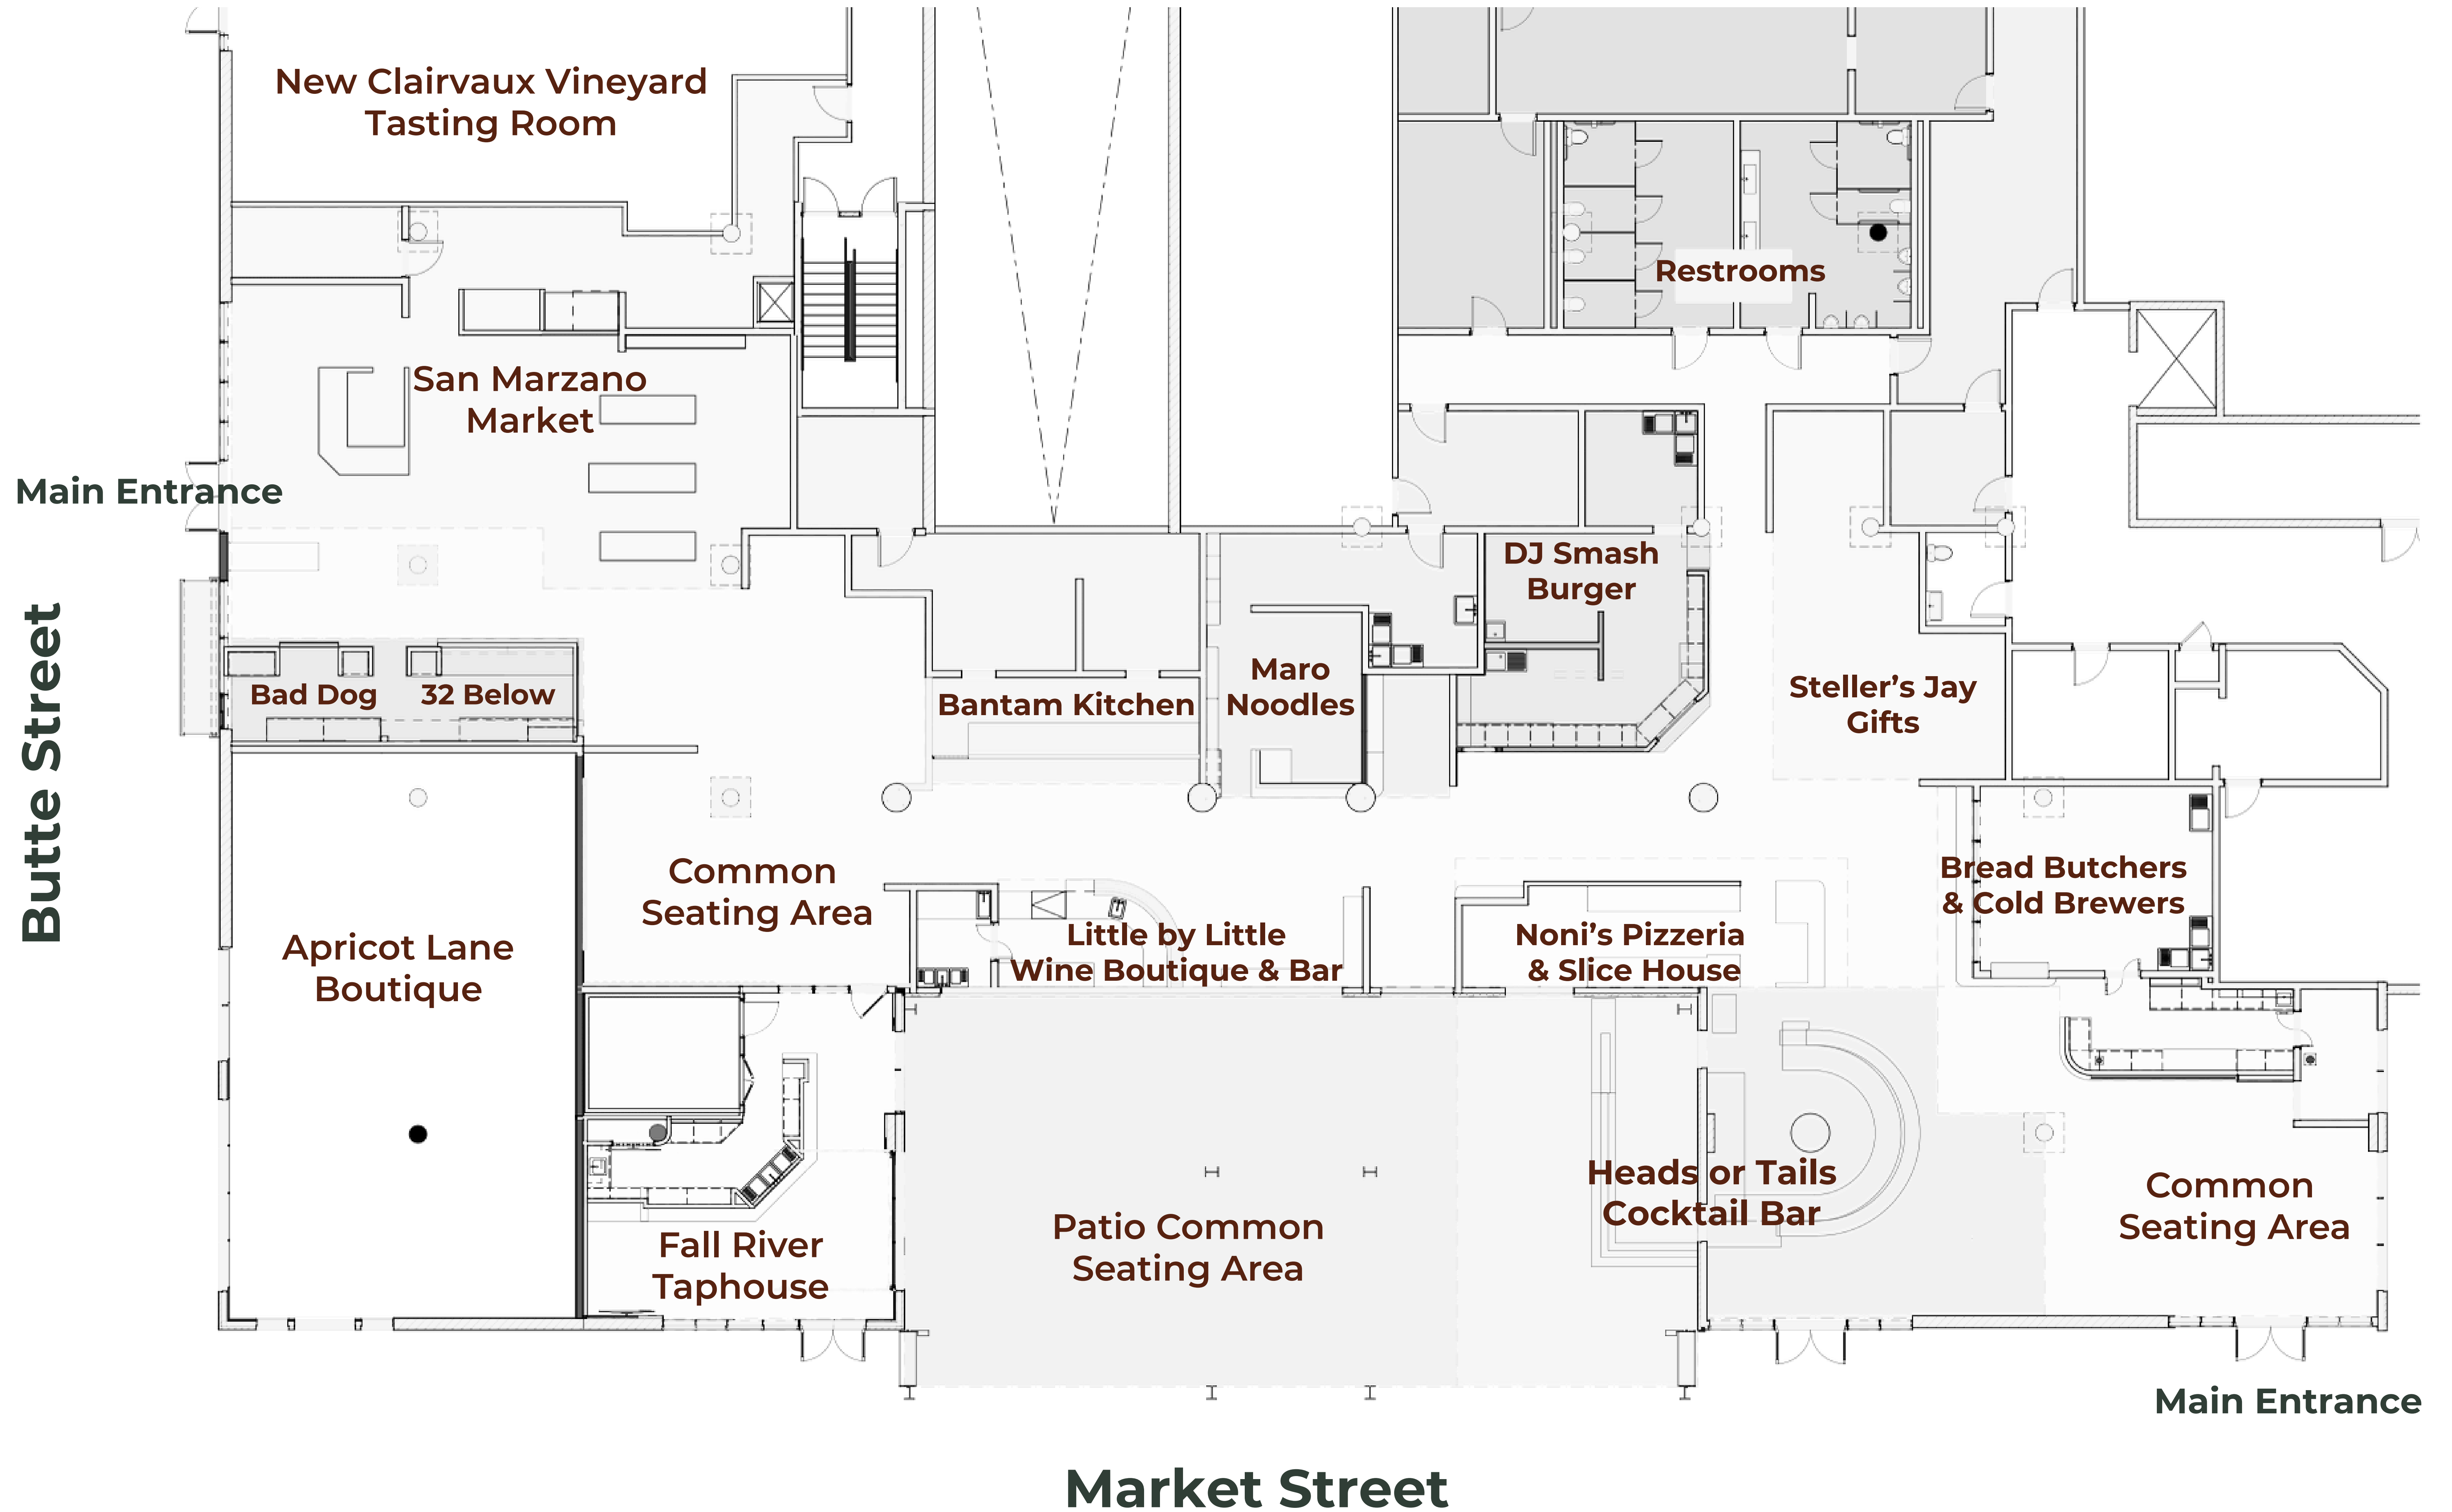 New Clairvaux Vineyard
Tasting Room
Restrooms
San Marzano
Market
Main Entrance
DJ Smash
Burger
Bad Dog
32 Below
Bantam Kitchen
Maro
Noodles
Steller's Jay
Gifts
Butte Street
Common
Seating Area
Bread Butchers
& Cold Brewers
Apricot Lane
Boutique
Little by Little
Wine Boutique & Bar
Noni's Pizzeria
& Slice House
Heads or Tails
Cocktail Bar
Common
Seating Area
Patio Common
Seating Area
Fall River
Taphouse
Main Entrance
Market Street